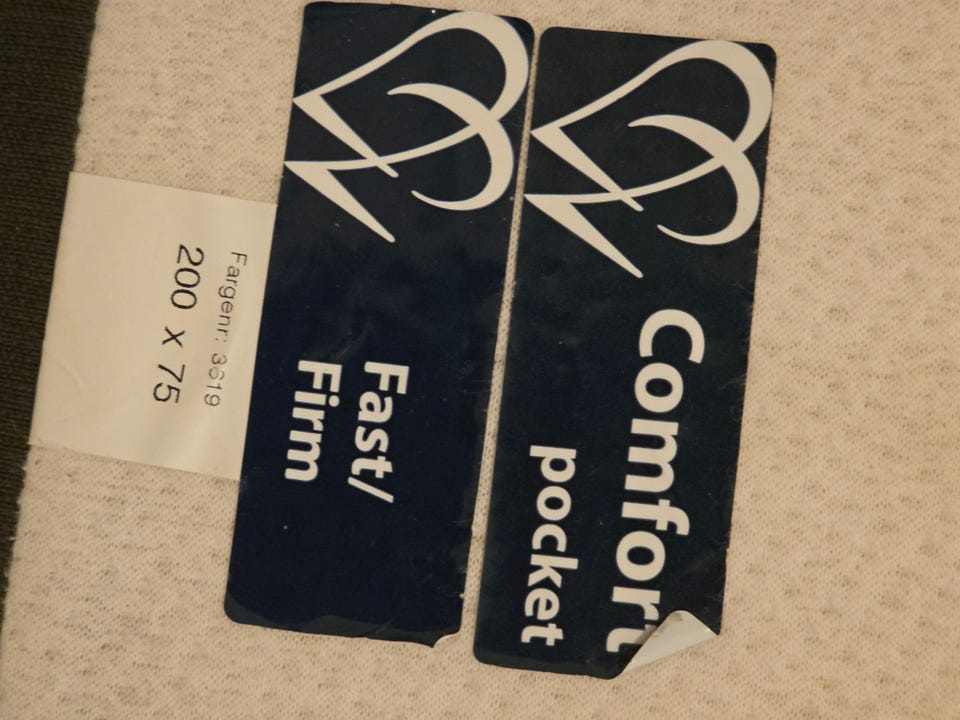 Comfort
pocket
Fast/
Firm
Fargenr: 3619
200 x 75